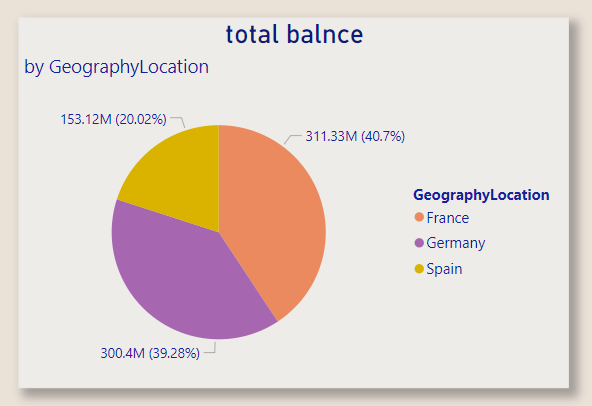 total balnce
by GeographyLocation
153.12M (20.02%)
311.33M (40.7%)
300.4M (39.28%)
GeographyLocation
France
Germany
Spain